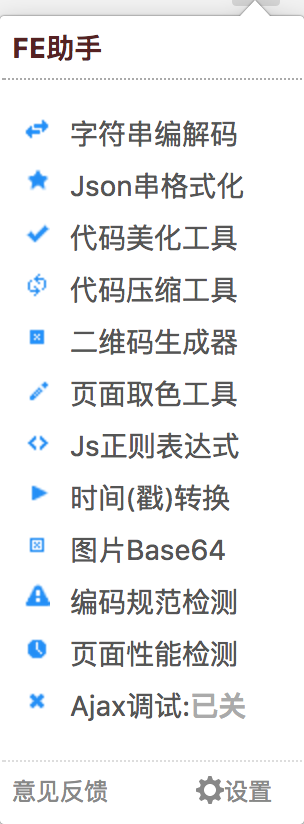 FE助手
字符串编解码
Json串格式化
代码美化工具
代码压缩工具
二维码生成器
页面取色工具
Js正则表达式
时间(戳)转换
图片Base64
编码规范检测
页面性能检测
Ajax调试:已关
意见反馈 设置